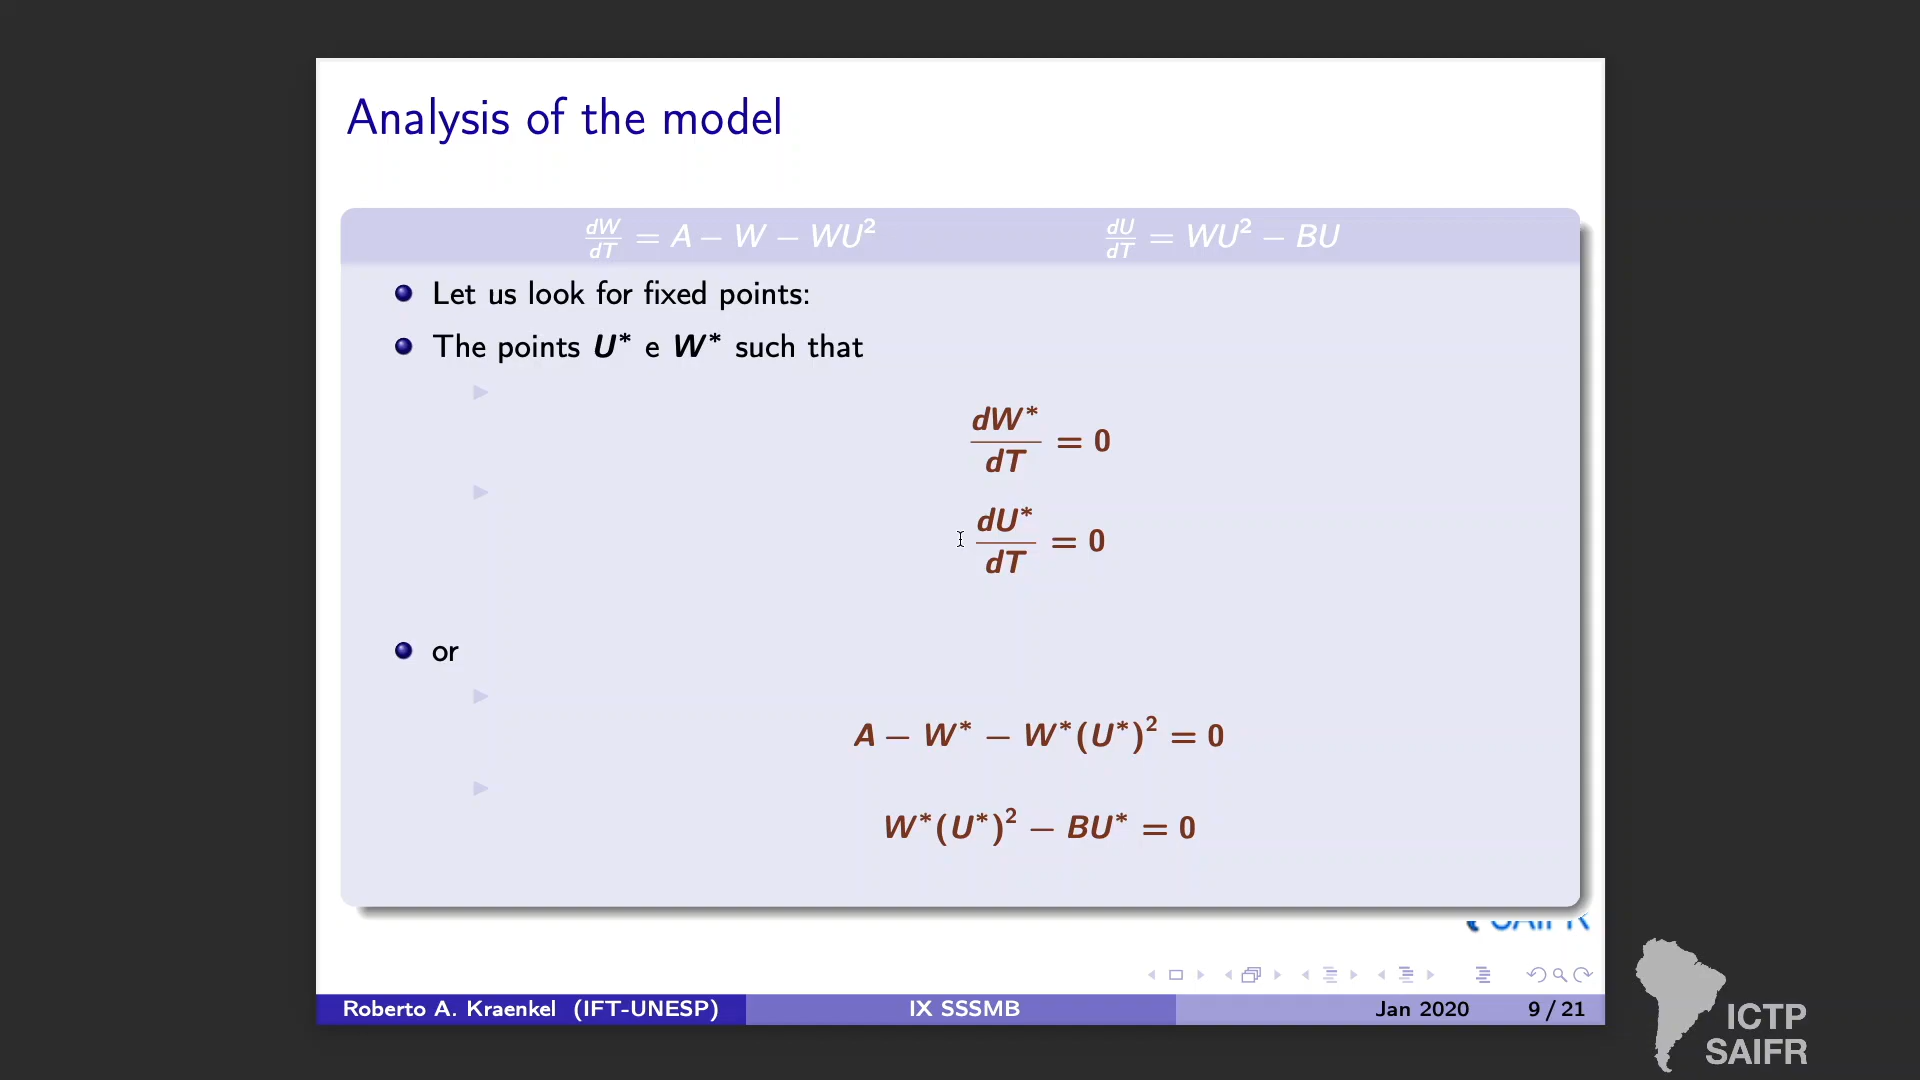 Analysis of the model
dW/dT = A − W − WU² dU/dT = WU² − BU
Let us look for fixed points:
The points U* e W* such that
dW*/dT = 0
dU*/dT = 0
or
A − W* − W*(U*)² = 0
W*(U*)² − BU* = 0
Roberto A. Kraenkel (IFT-UNESP) IX SSSMB Jan 2020 9 / 21
ICTP
SAIFR